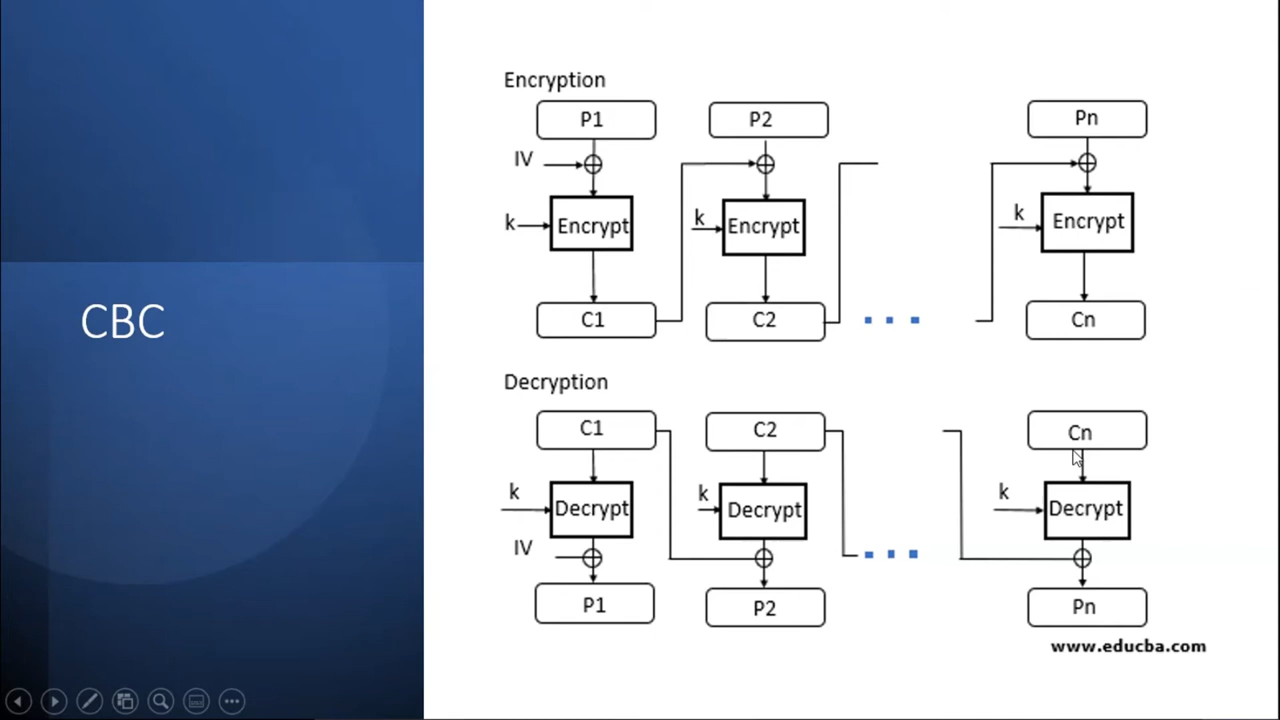 CBC
Encryption
P1 P2 Pn
IV
k Encrypt k Encrypt k Encrypt
C1 C2 Cn
Decryption
C1 C2 Cn
k Decrypt k Decrypt k Decrypt
IV
P1 P2 Pn
www.educba.com